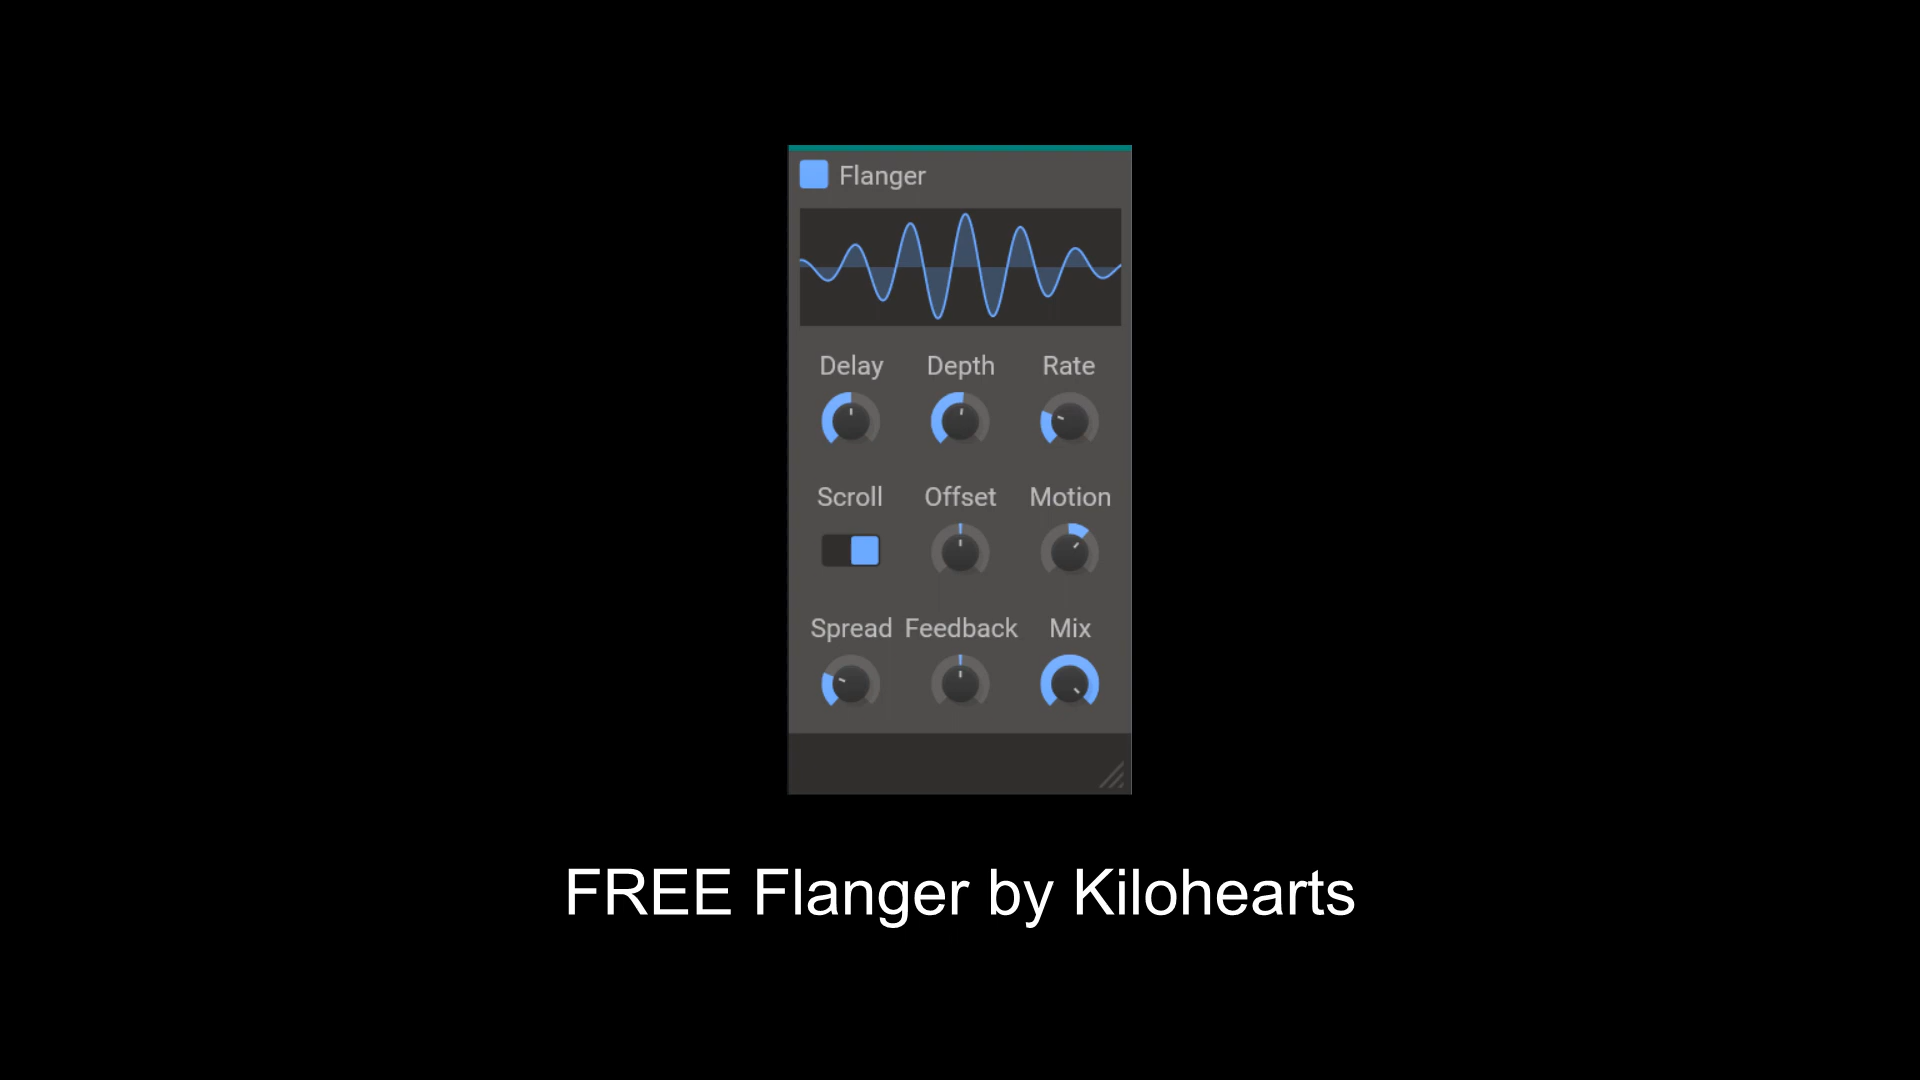 Flanger
Delay Depth Rate
Scroll Offset Motion
Spread Feedback Mix
FREE Flanger by Kilohearts